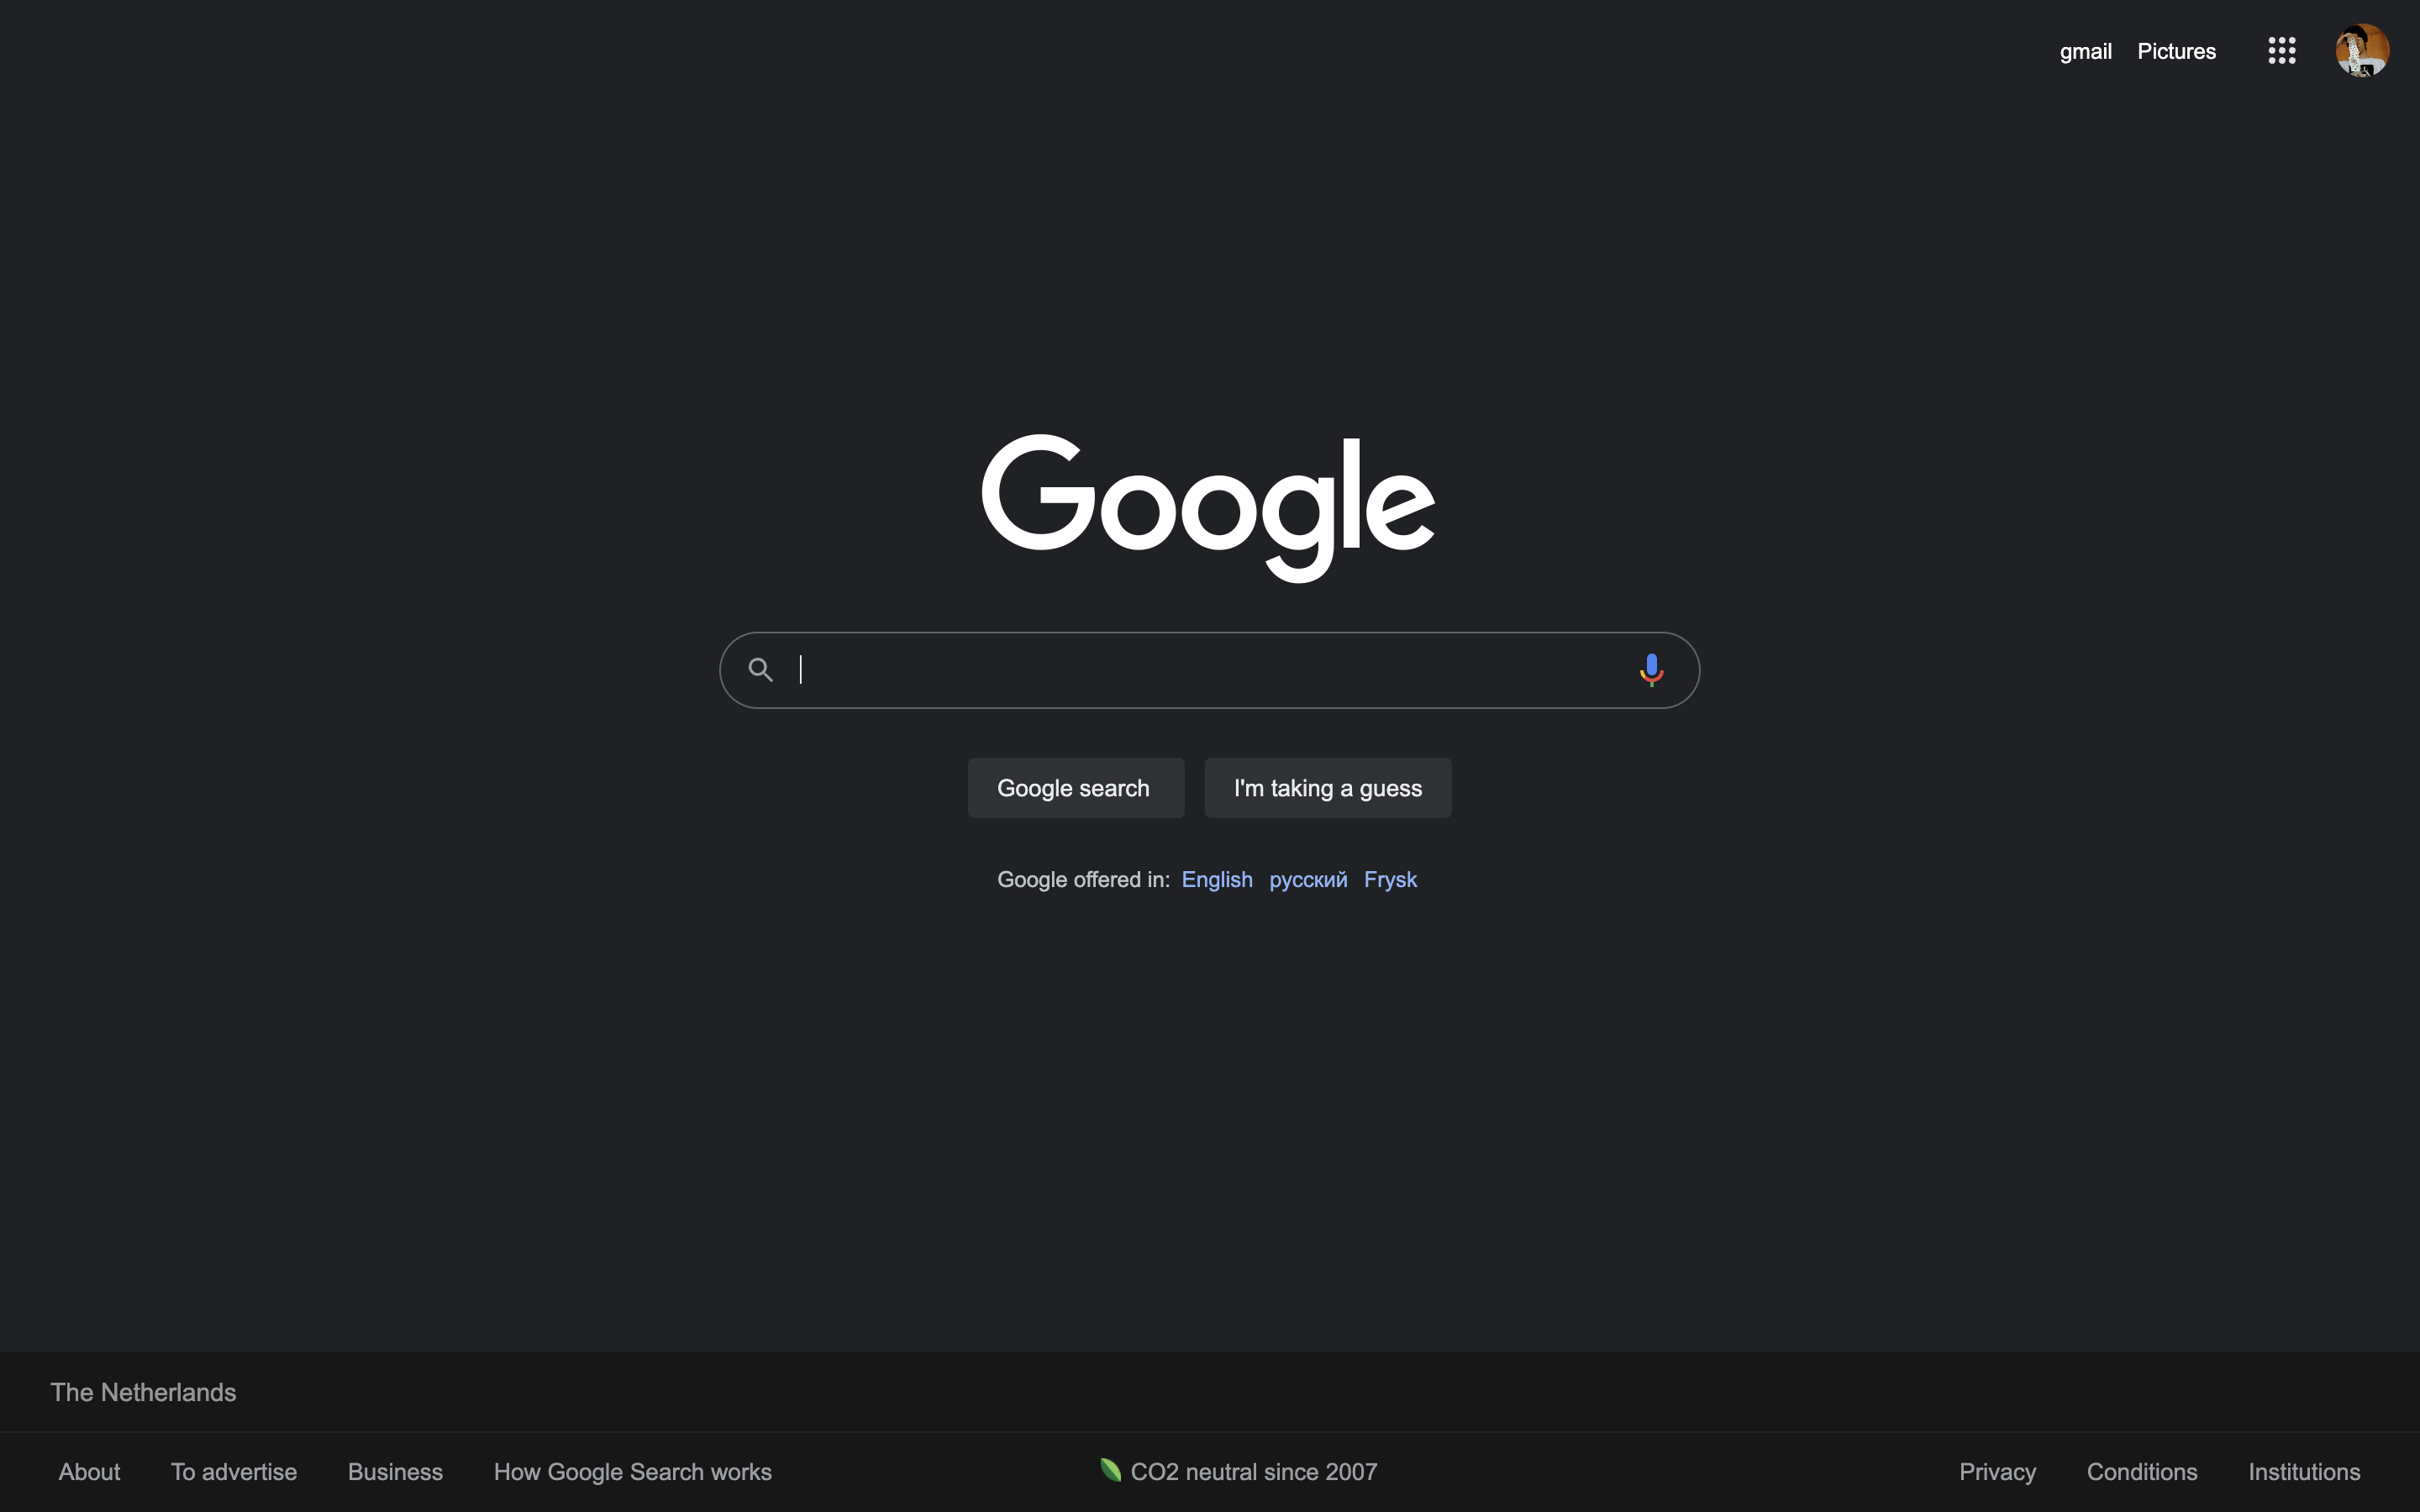 gmail Pictures
Google
Google search I'm taking a guess
Google offered in: English русский Frysk
The Netherlands
About To advertise Business How Google Search works CO2 neutral since 2007 Privacy Conditions Institutions